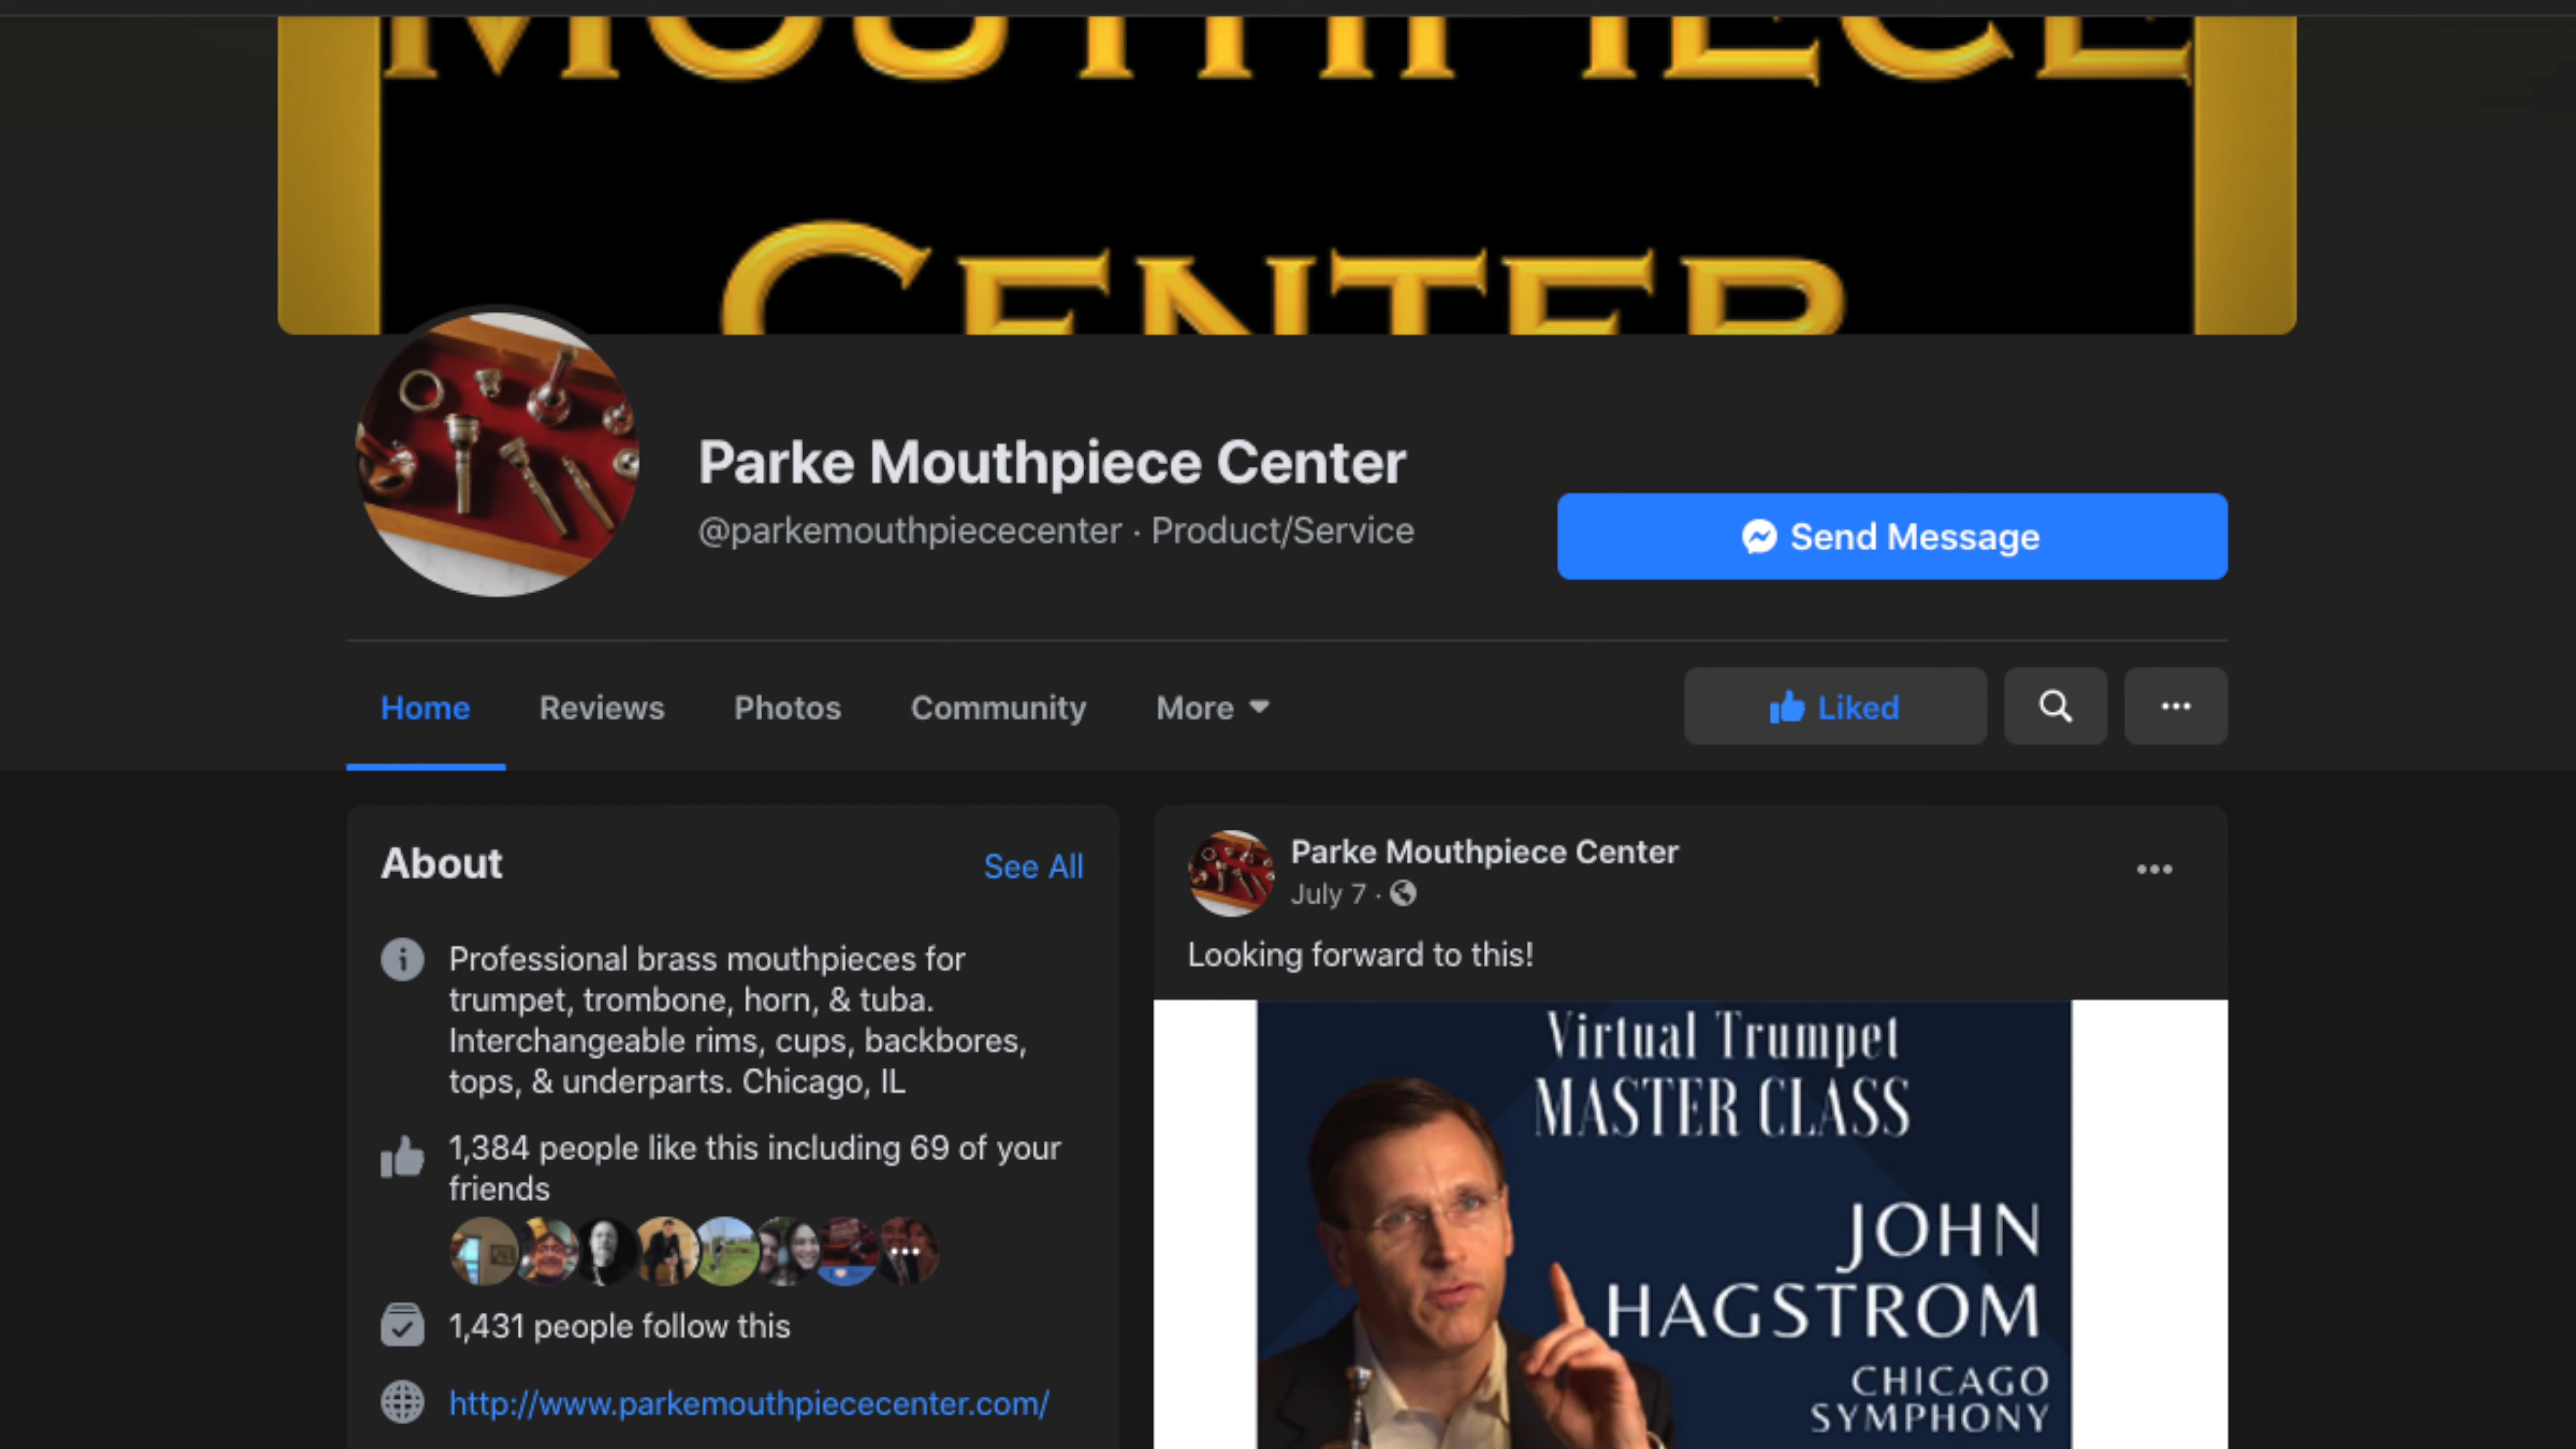 MOUTHPIECE
CENTER
Parke Mouthpiece Center
@parkemouthpiececenter · Product/Service
Send Message
Home Reviews Photos Community More
Liked
About
See All
Professional brass mouthpieces for
trumpet, trombone, horn, & tuba.
Interchangeable rims, cups, backbores,
tops, & underparts. Chicago, IL
1,384 people like this including 69 of your
friends
1,431 people follow this
http://www.parkemouthpiececenter.com/
Parke Mouthpiece Center
July 7 ·
Looking forward to this!
Virtual Trumpet
MASTER CLASS
JOHN
HAGSTROM
CHICAGO
SYMPHONY